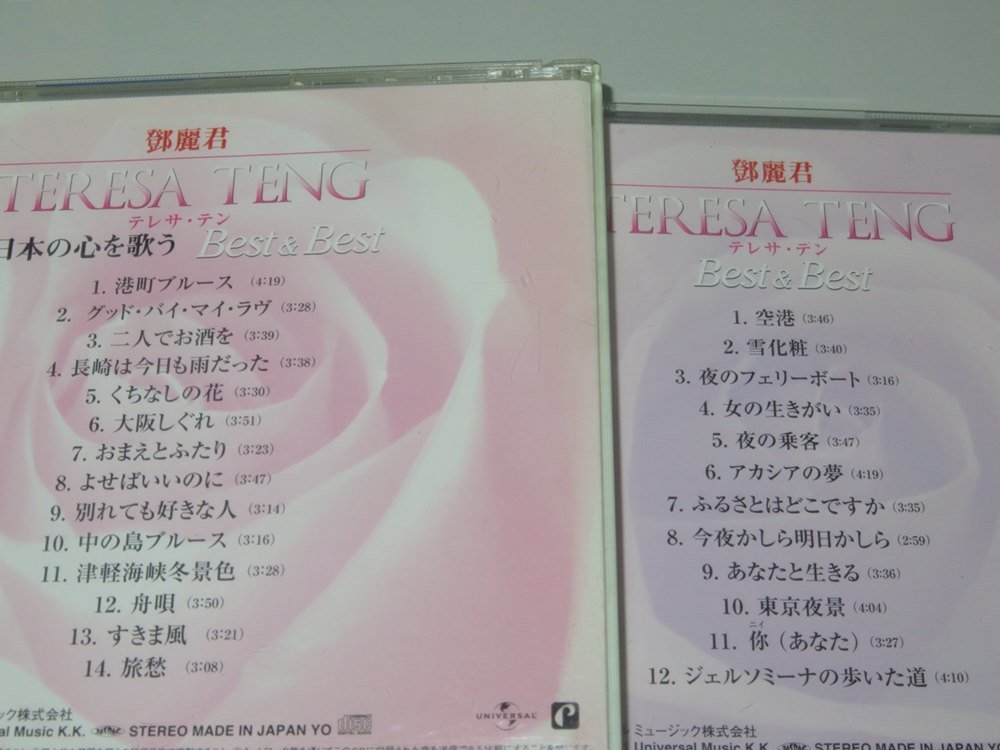 鄧麗君
TERESA TENG
テレサ・テン
日本の心を歌う Best & Best
1. 港町ブルース (4:19)
2. グッド・バイ・マイ・ラヴ (3:28)
3. 二人でお酒を (3:39)
4. 長崎は今日も雨だった (3:38)
5. くちなしの花 (3:30)
6. 大阪しぐれ (3:51)
7. おまえとふたり (3:23)
8. よせばいいのに (3:47)
9. 別れても好きな人 (3:14)
10. 中の島ブルース (3:16)
11. 津軽海峡冬景色 (3:28)
12. 舟唄 (3:50)
13. すきま風 (3:21)
14. 旅愁 (3:08)
ック株式会社
al Music K.K. STEREO MADE IN JAPAN YO
UNIVERSAL
鄧麗君
TERESA TENG
テレサ・テン
Best & Best
1. 空港 (3:46)
2. 雪化粧 (3:40)
3. 夜のフェリーボート (3:16)
4. 女の生きがい (3:35)
5. 夜の乗客 (3:47)
6. アカシアの夢 (4:19)
7. ふるさとはどこですか (3:35)
8. 今夜かしら明日かしら (2:59)
9. あなたと生きる (3:36)
10. 東京夜景 (4:04)
ニイ
11. 你 (あなた) (3:27)
12. ジェルソミーナの歩いた道 (4:10)
ミュージック株式会社
Universal Music K.K. STEREO MADE IN JAPAN YO